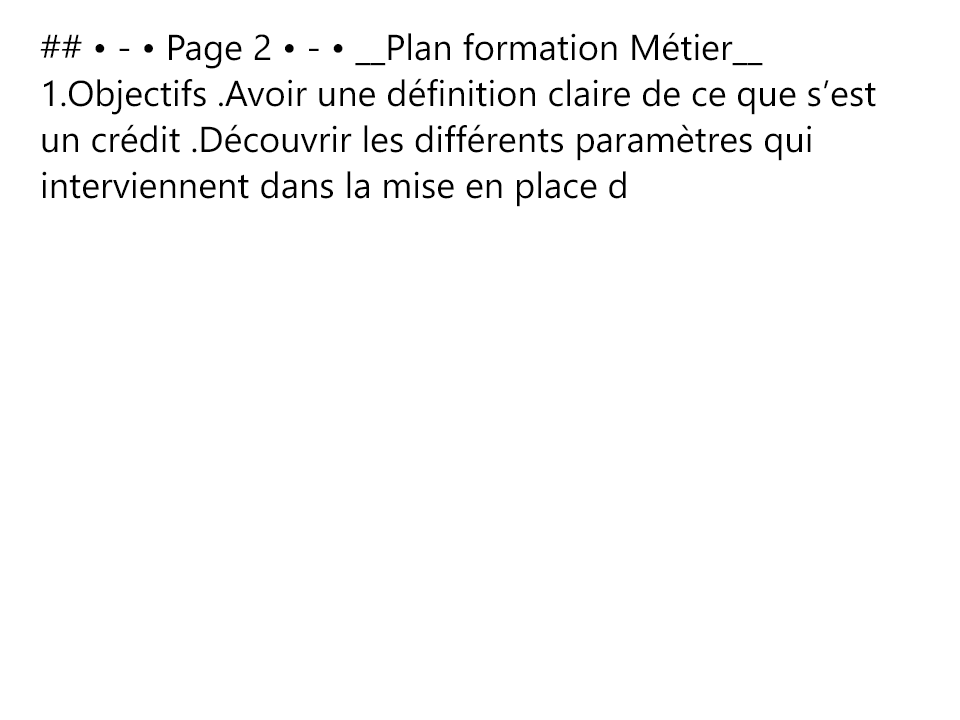 ## • - • Page 2 • - • __Plan formation Métier__
1.Objectifs .Avoir une définition claire de ce que s’est
un crédit .Découvrir les différents paramètres qui
interviennent dans la mise en place d